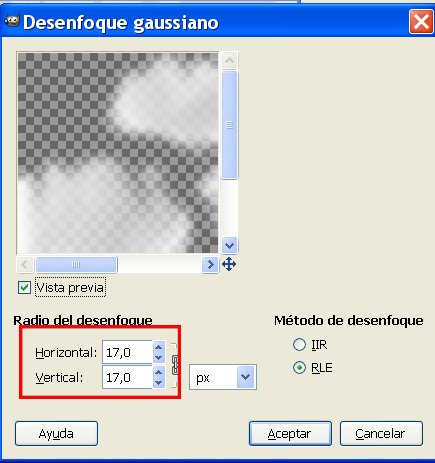 Desenfoque gaussiano
Vista previa
Radio del desenfoque
Horizontal: 17,0
Vertical: 17,0
px
Método de desenfoque
IIR
RLE
Ayuda
Aceptar
Cancelar